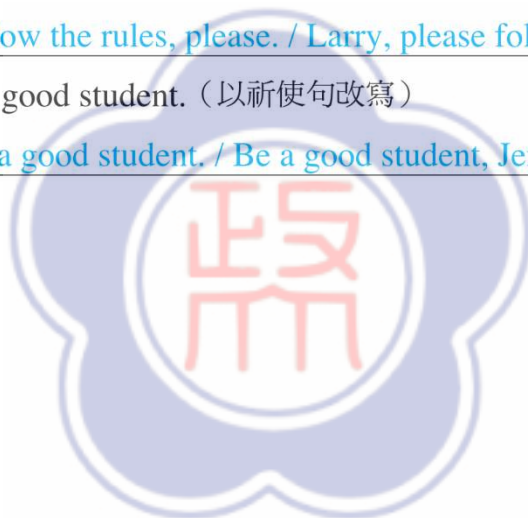 ow the rules, please. / Larry, please fol
good student.（以祈使句改寫）
a good student. / Be a good student, Je
政